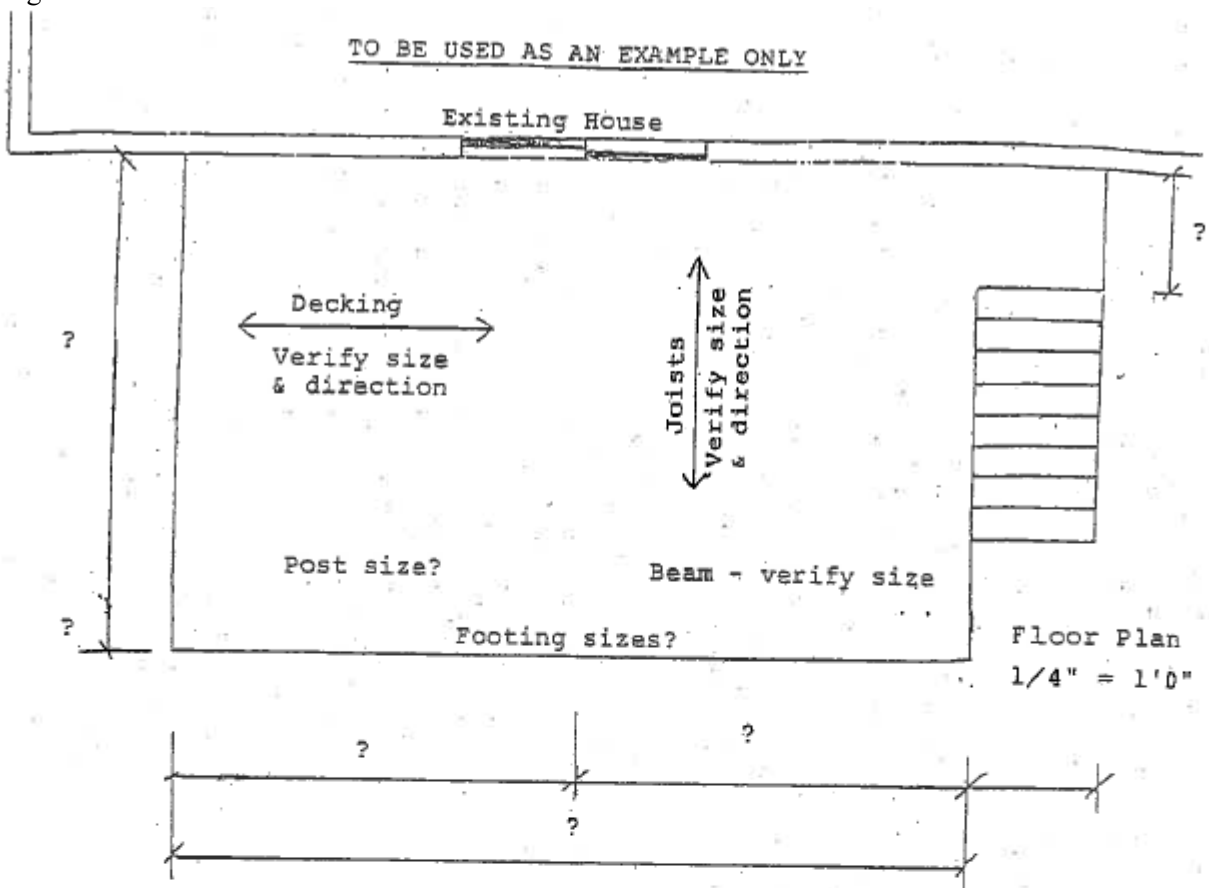 TO BE USED AS AN EXAMPLE ONLY
Existing House
?
Decking
Verify size
& direction
Joists
Verify size
& direction
?
Post size?
Beam - verify size
?
Footing sizes?
Floor Plan
1/4" = 1'0"
?
?
?